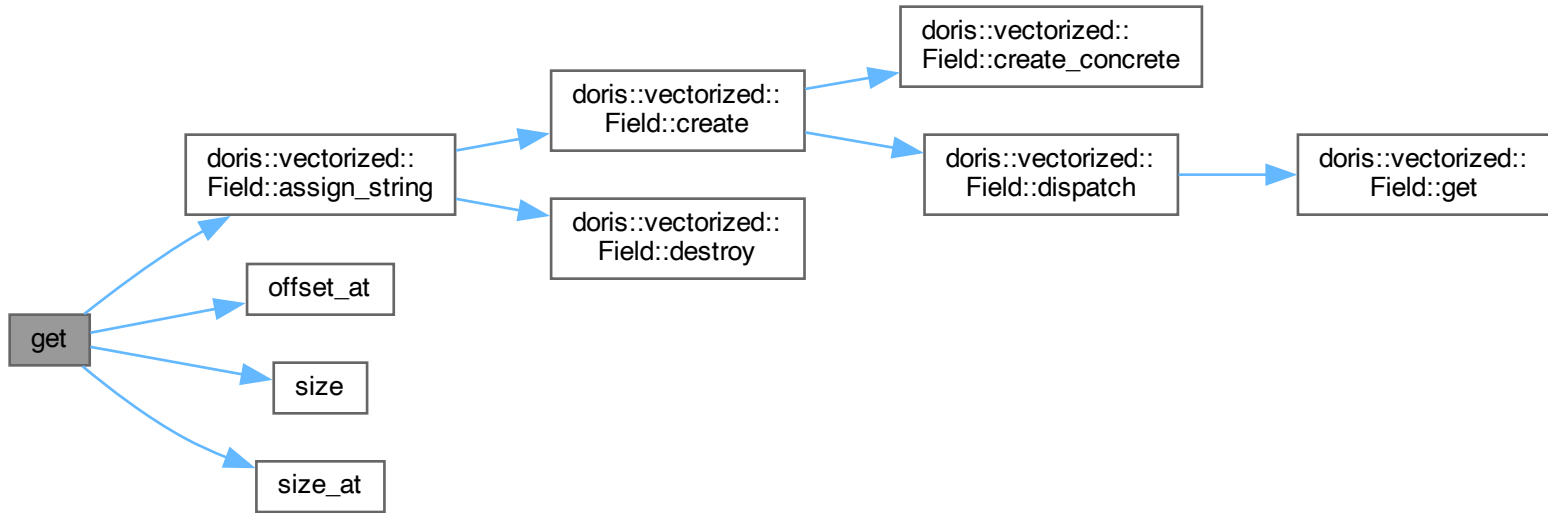 doris::vectorized::
Field::create_concrete
doris::vectorized::
Field::create
doris::vectorized::
Field::assign_string
doris::vectorized::
Field::dispatch
doris::vectorized::
Field::get
doris::vectorized::
Field::destroy
offset_at
get
size
size_at